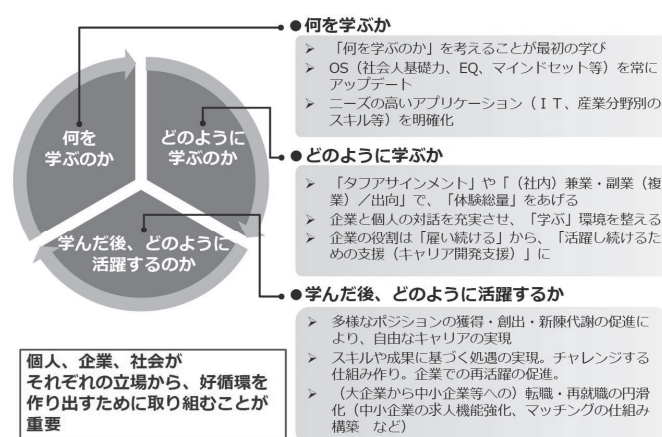 何を
学ぶのか
どのように
学ぶのか
学んだ後、どのように
活躍するのか
個人、企業、社会が
それぞれの立場から、好循環を
作り出すために取り組むことが
重要
●何を学ぶか
➢ 「何を学ぶのか」を考えることが最初の学び
➢ OS（社会人基礎力、EQ、マインドセット等）を常に
アップデート
➢ ニーズの高いアプリケーション（ＩＴ、産業分野別の
スキル等）を明確化
●どのように学ぶか
➢ 「タフアサインメント」や「（社内）兼業・副業（複
業）／出向」で、「体験総量」をあげる
➢ 企業と個人の対話を充実させ、「学ぶ」環境を整える
➢ 企業の役割は「雇い続ける」から、「活躍し続けるた
めの支援（キャリア開発支援）」に
●学んだ後、どのように活躍するか
➢ 多様なポジションの獲得・創出・新陳代謝の促進に
より、自由なキャリアの実現
➢ スキルや成果に基づく処遇の実現。チャレンジする
仕組み作り。企業での再活躍の促進。
➢ （大企業から中小企業等への）転職・再就職の円滑
化（中小企業の求人機能強化、マッチングの仕組み
構築　など）